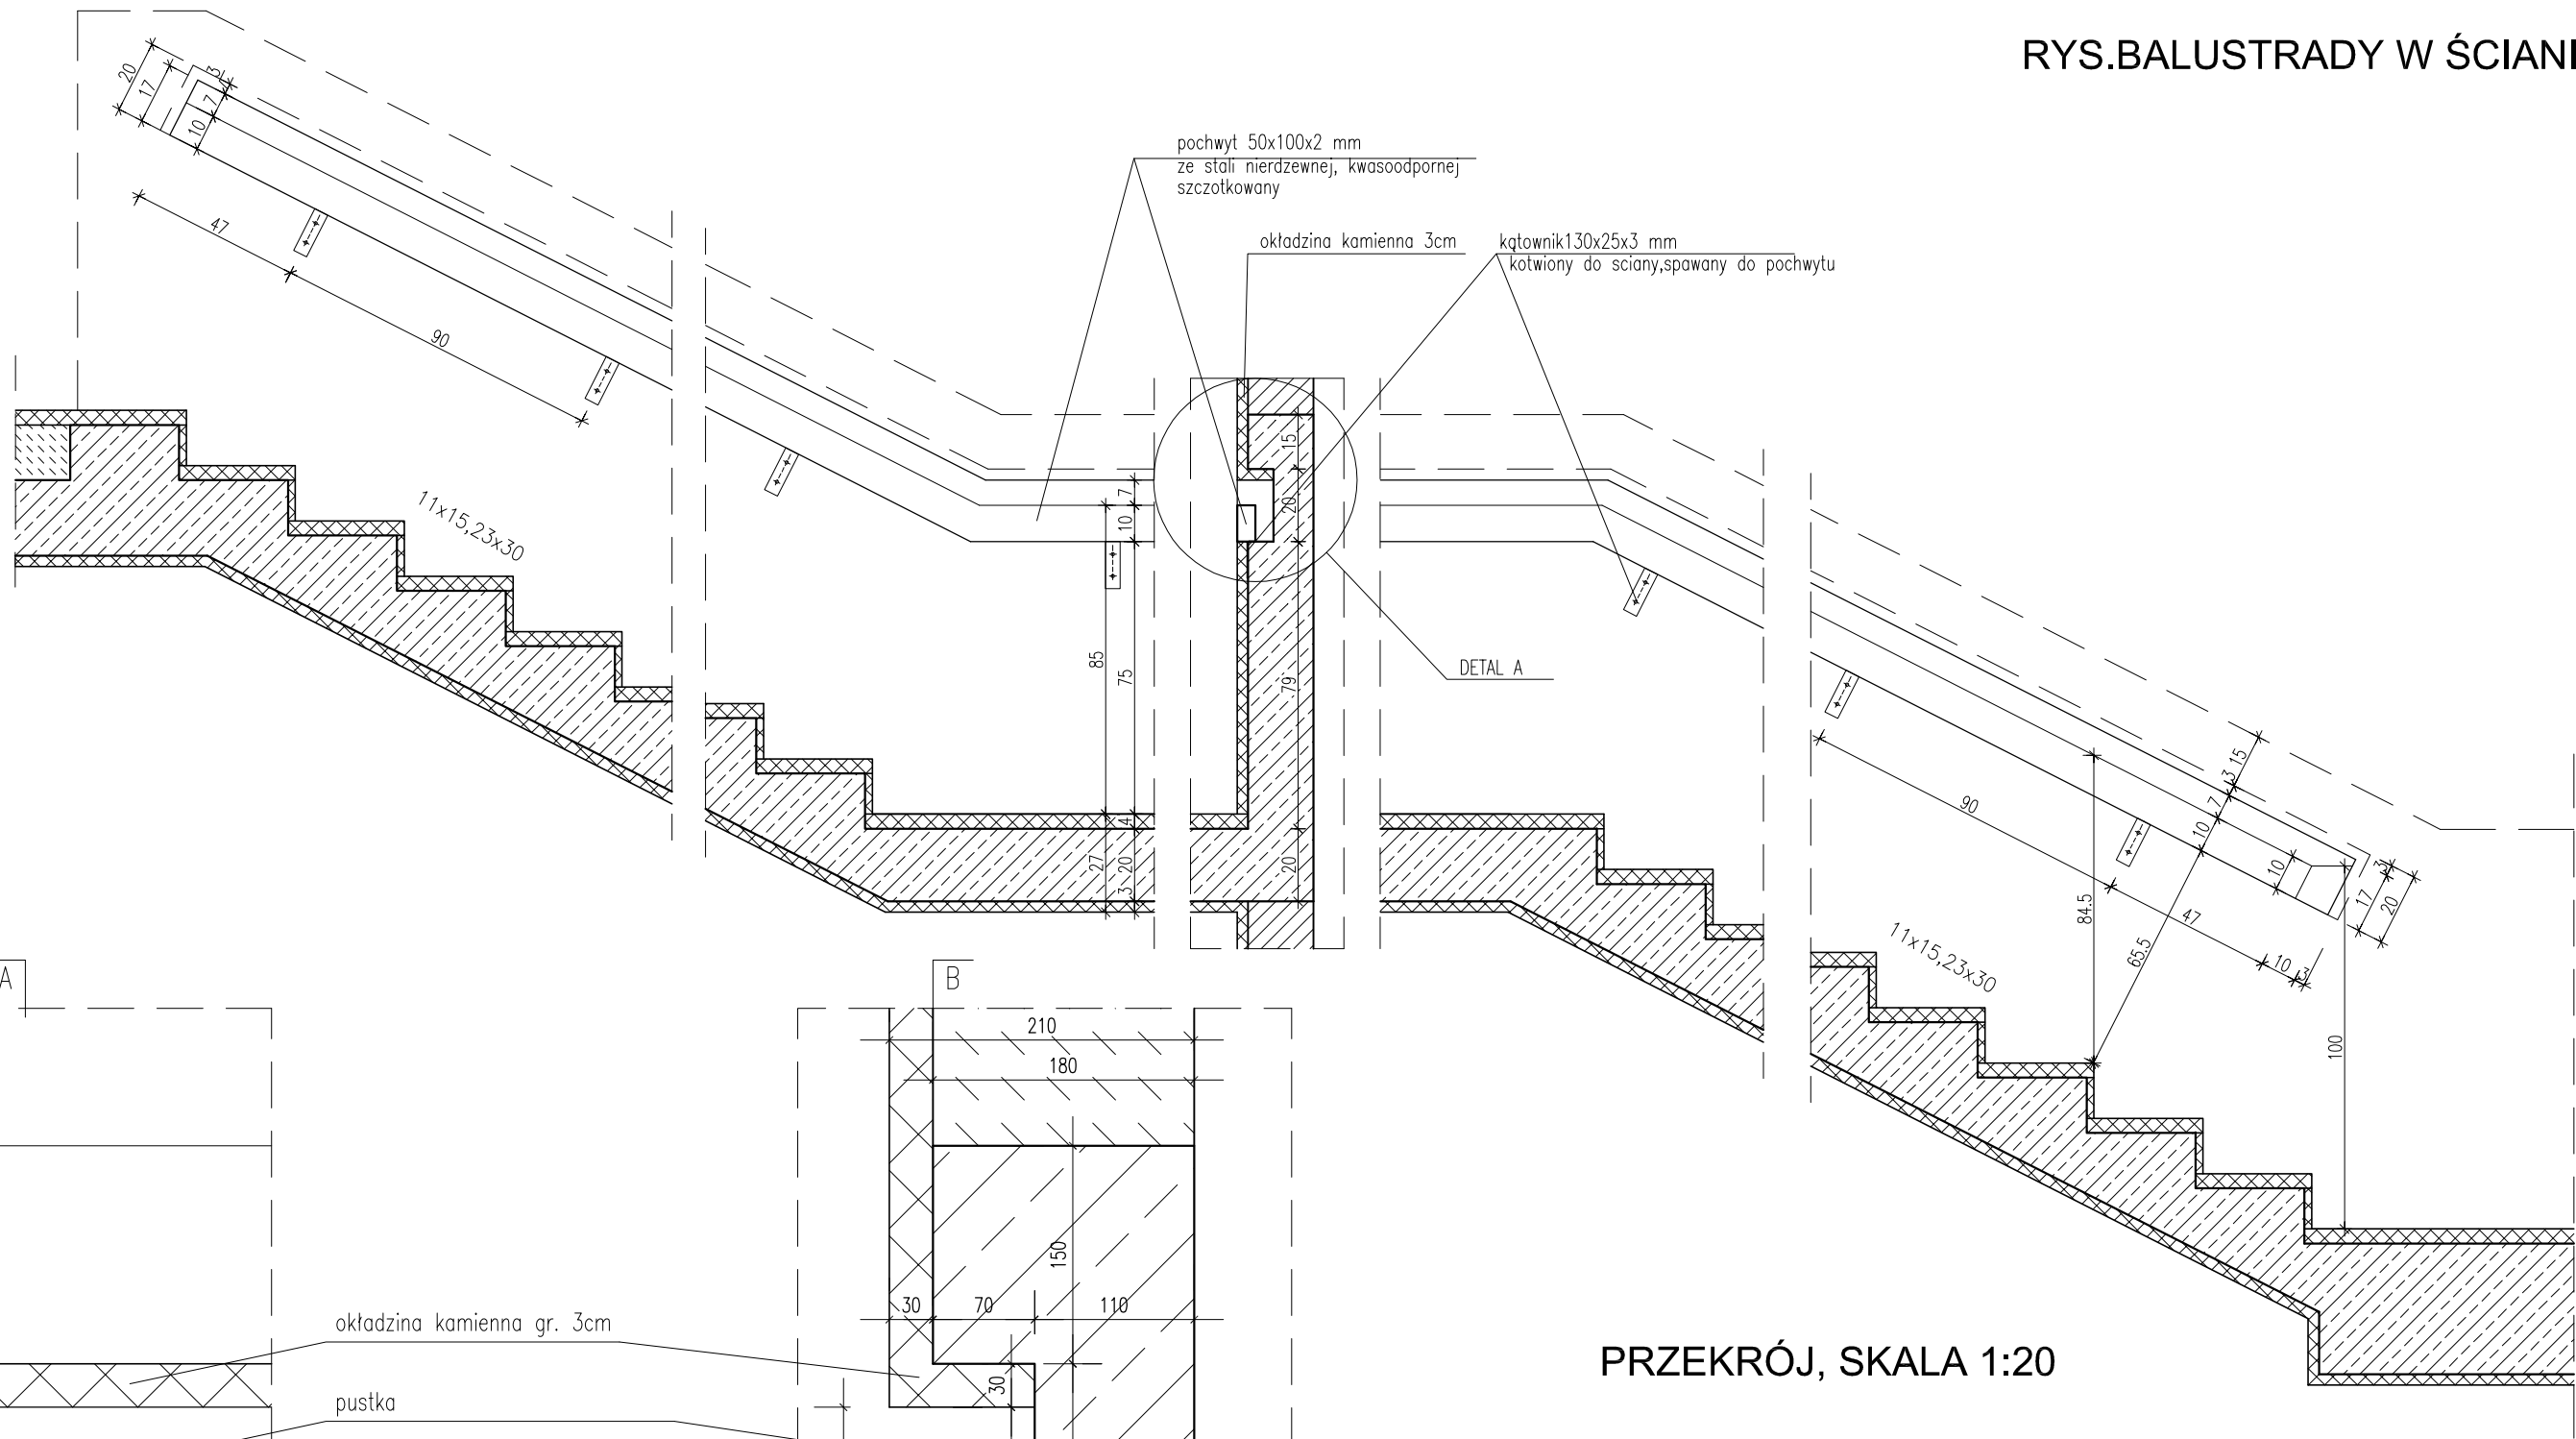 RYS.BALUSTRADY W ŚCIANI
20
17
3
7
10
47
90
pochwyt 50x100x2 mm
ze stali nierdzewnej, kwasoodpornej
szczotkowany
okładzina kamienna 3cm
kątownik130x25x3 mm
kotwiony do sciany,spawany do pochwytu
11x15,23x30
7
10
85
75
4
27
20
3
15
20
79
20
DETAL A
15
3
7
10
90
84.5
65.5
10
3
17
20
47
10
3
100
11x15,23x30
A
B
210
180
150
30
70
110
30
okładzina kamienna gr. 3cm
pustka
PRZEKRÓJ, SKALA 1:20